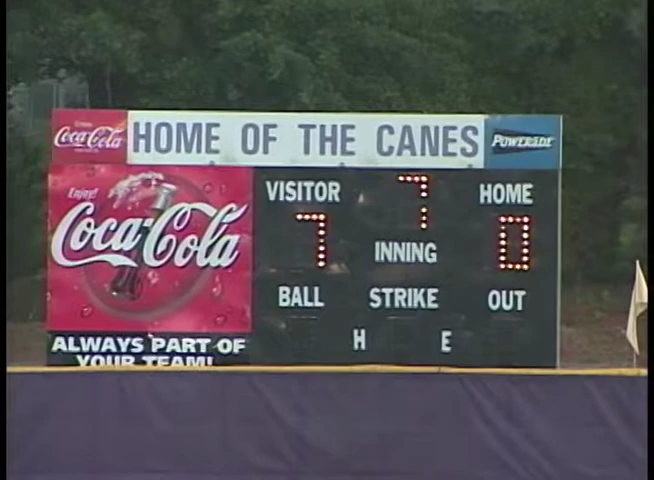 Coca-Cola
HOME OF THE CANES
POWERADE
Enjoy!
Coca-Cola
ALWAYS PART OF
YOUR TEAM!
VISITOR 7 HOME
7 INNING 0
BALL STRIKE OUT
H E